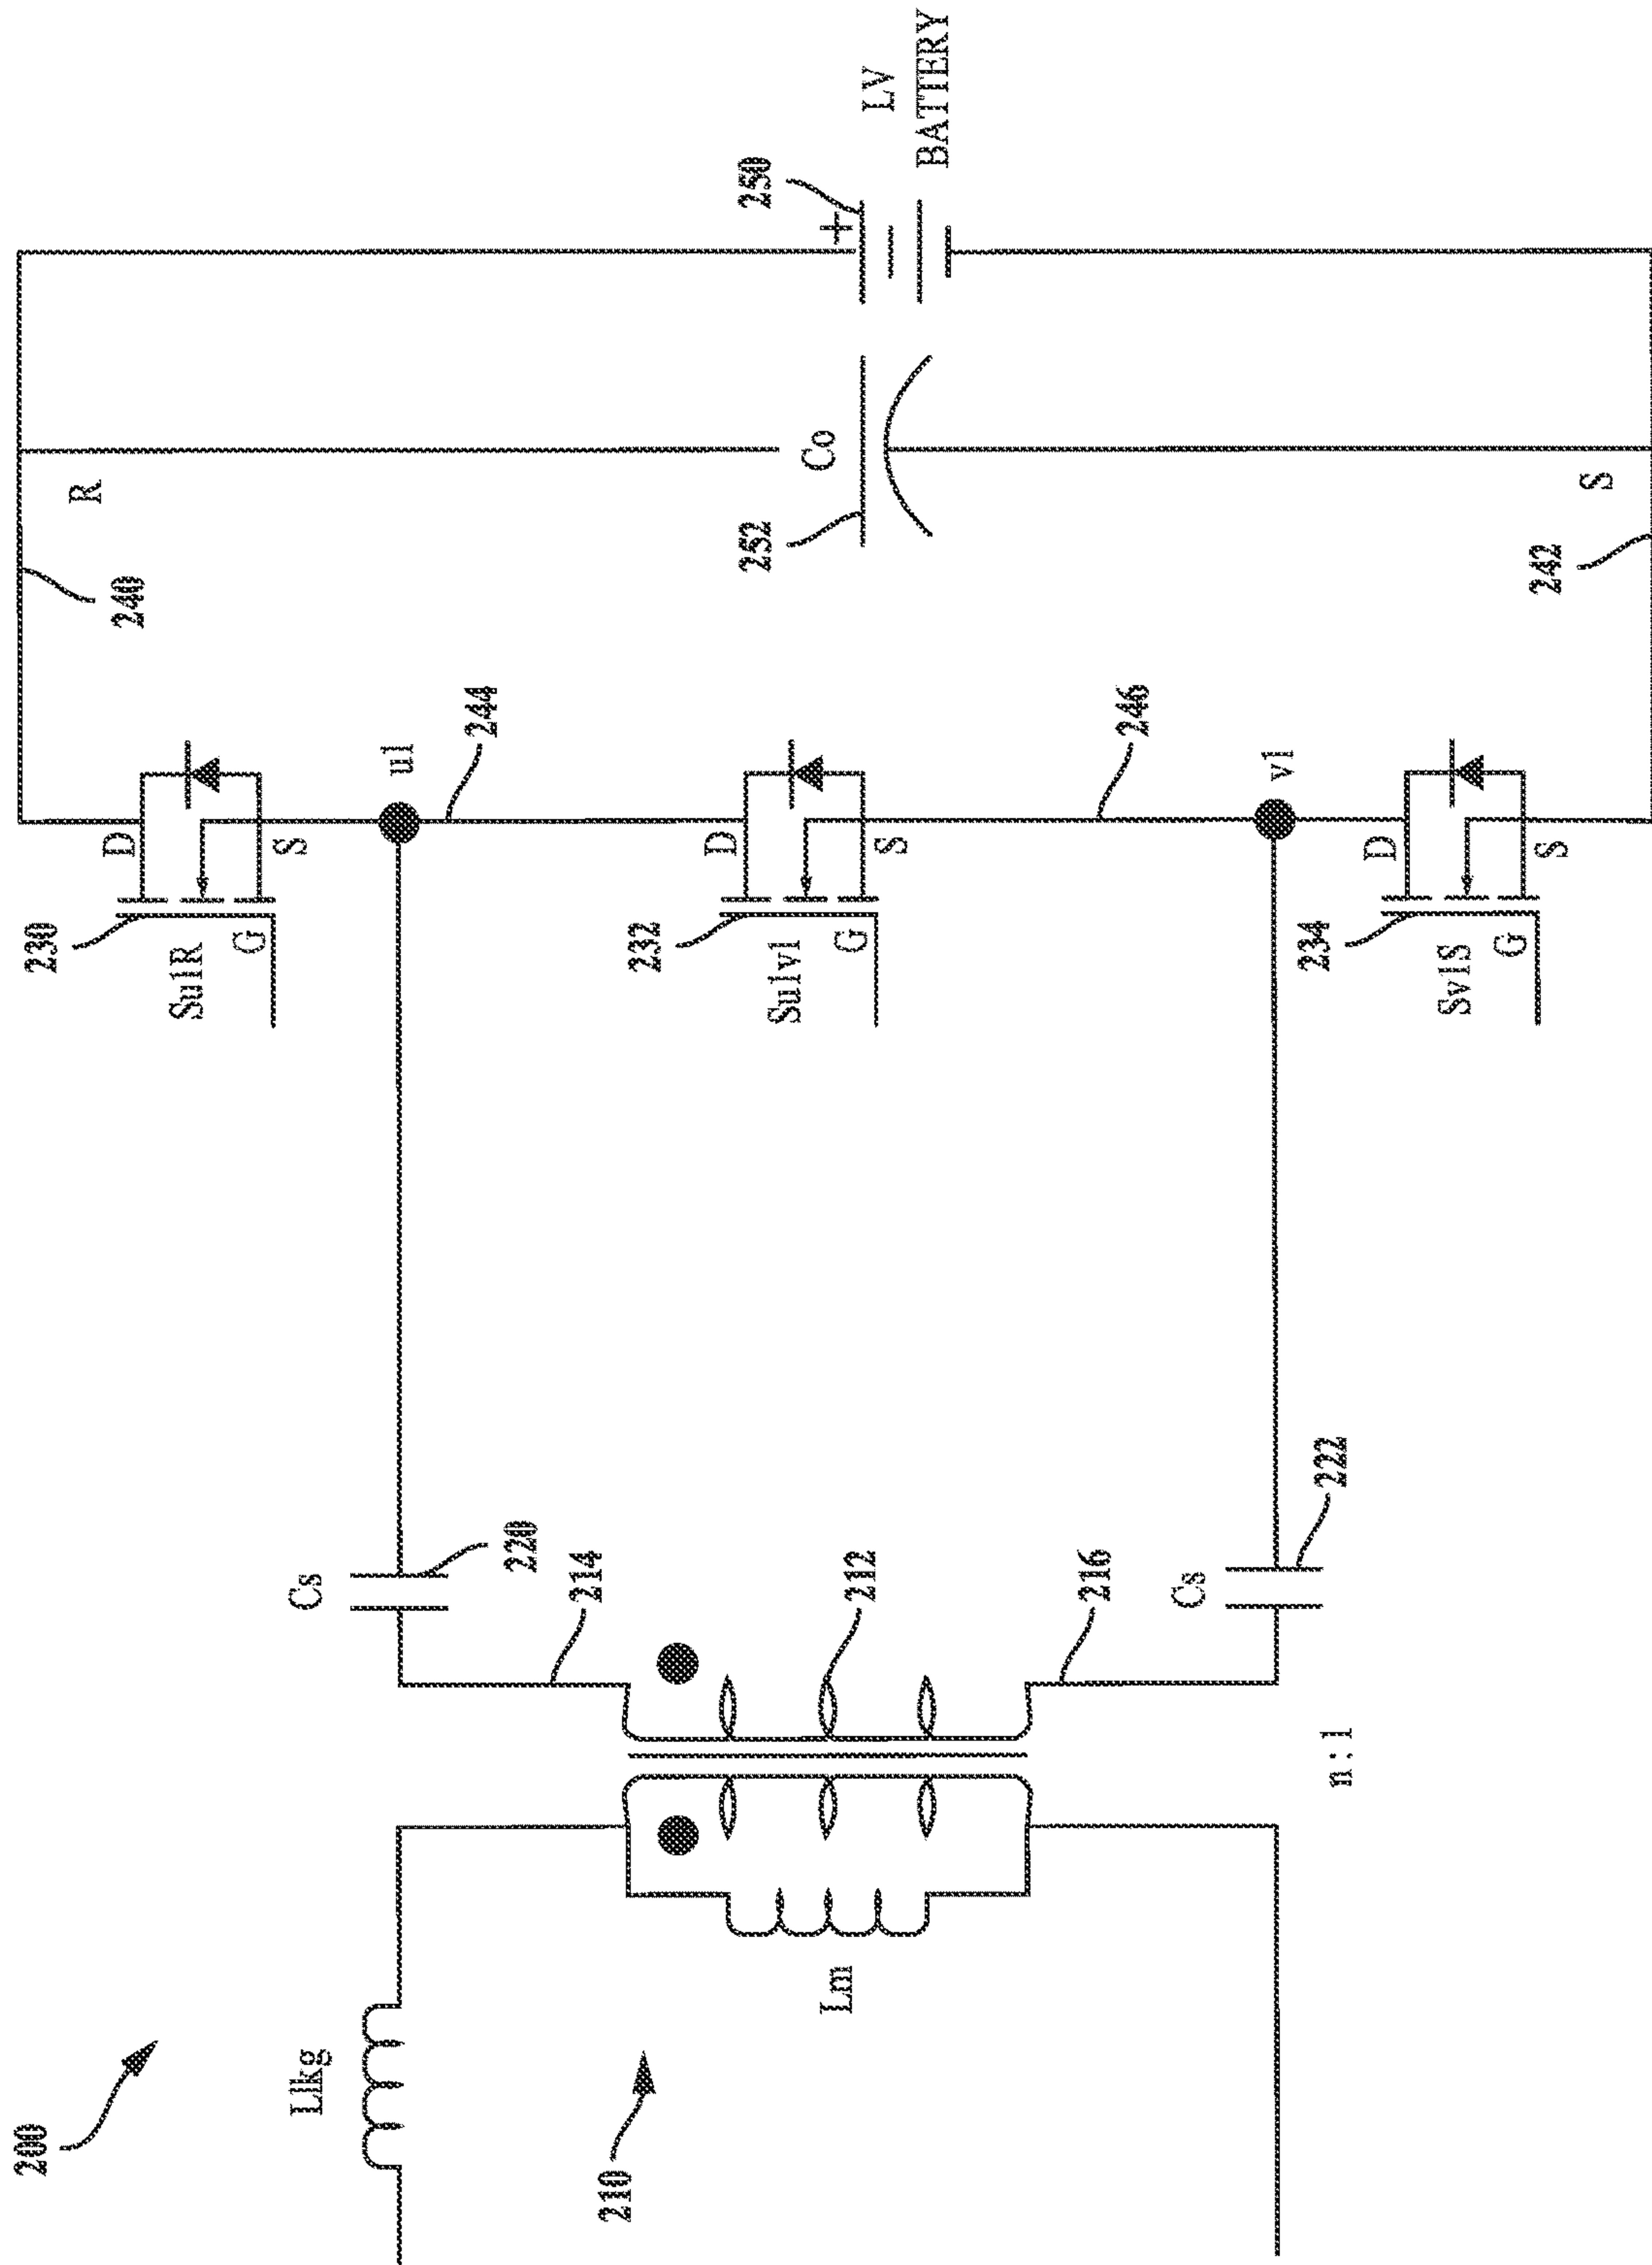 200
Llkg
210
Lm
n:1
Cs
220
214
212
216
Cs
222
230
Su1R
D
G
S
u1
244
232
Su1v1
D
G
S
246
v1
234
Sv1S
D
G
S
240
R
252
Co
S
242
250
+
LV
BATTERY